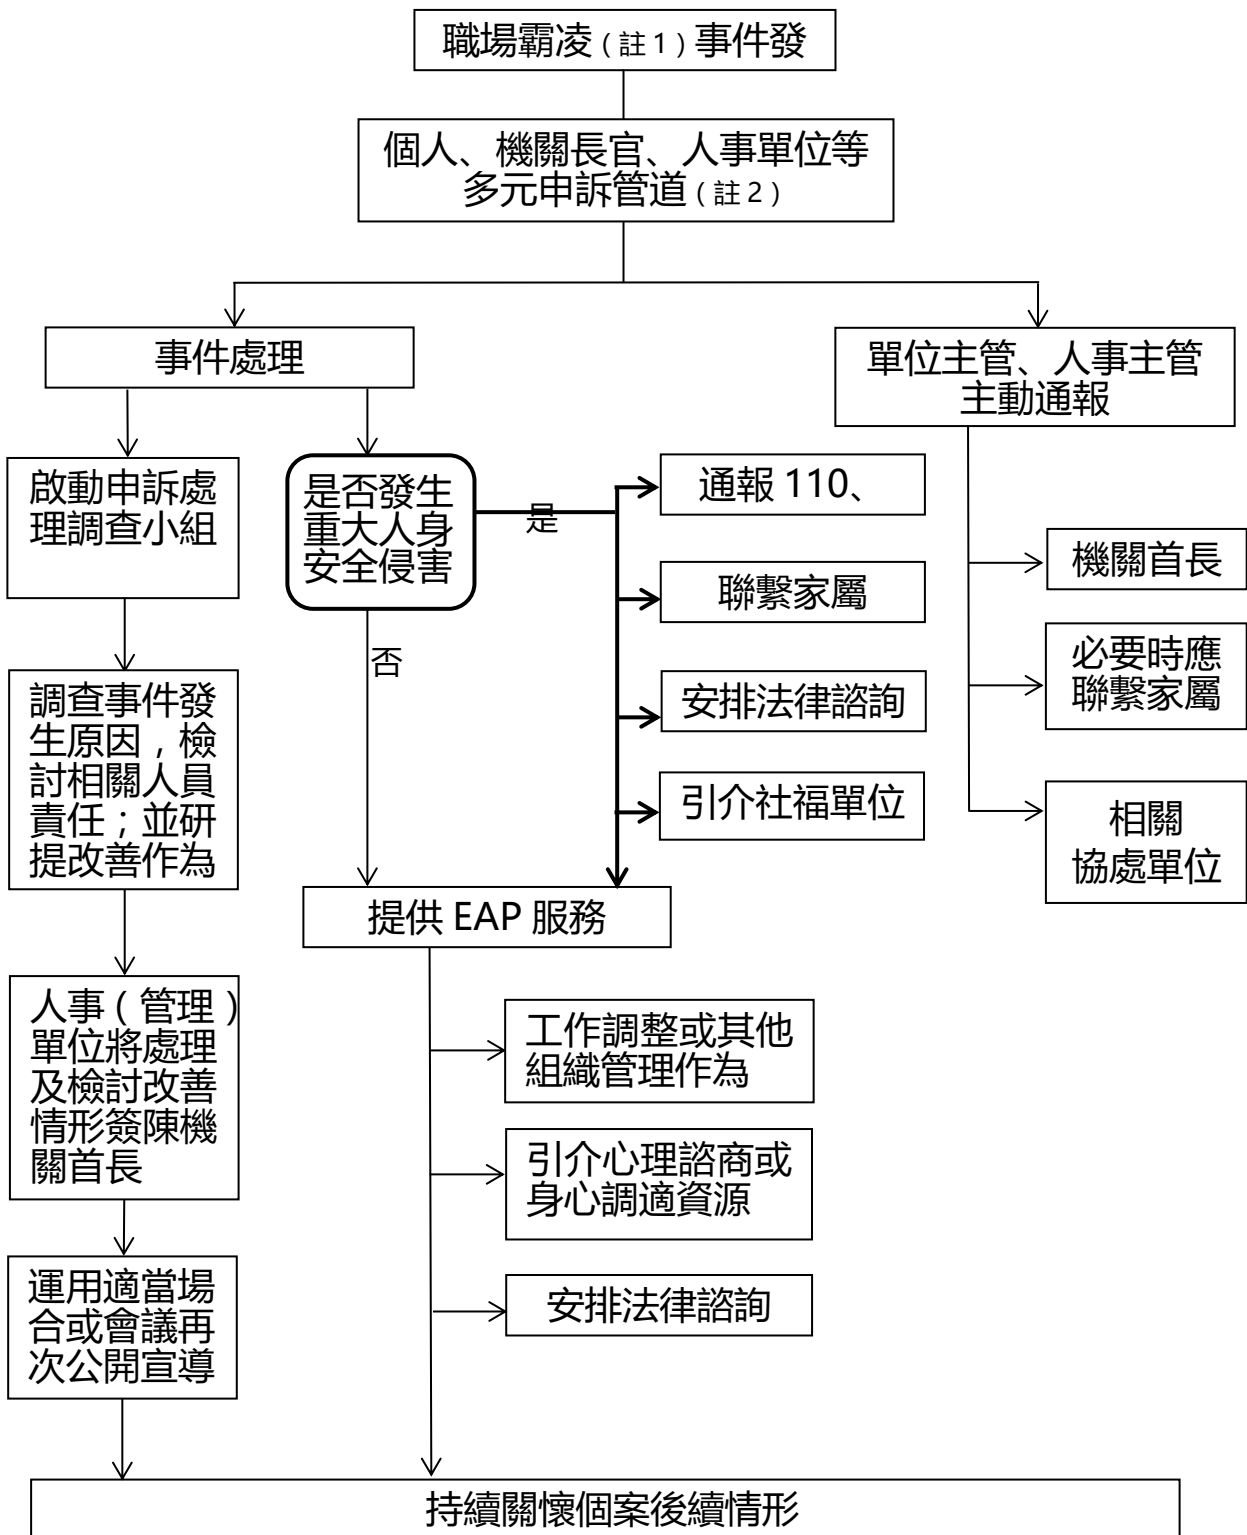 職場霸凌（註1）事件發
個人、機關長官、人事單位等
多元申訴管道（註2）
事件處理
單位主管、人事主管
主動通報
啟動申訴處
理調查小組
是否發生
重大人身
安全侵害
是
否
通報 110、
聯繫家屬
安排法律諮詢
引介社福單位
機關首長
必要時應
聯繫家屬
相關
協處單位
調查事件發
生原因，檢
討相關人員
責任；並研
提改善作為
提供 EAP 服務
人事（管理）
單位將處理
及檢討改善
情形簽陳機
關首長
工作調整或其他
組織管理作為
引介心理諮商或
身心調適資源
安排法律諮詢
運用適當場
合或會議再
次公開宣導
持續關懷個案後續情形